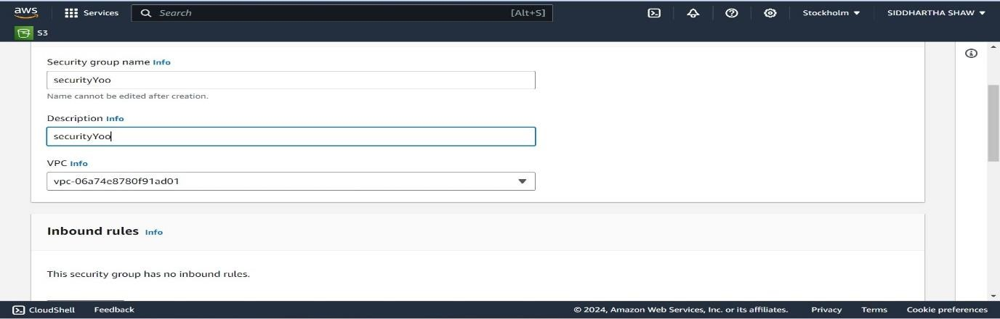 aws Services Search [Alt+S] Stockholm SIDDHARTHA SHAW
S3
Security group name Info
securityYoo
Name cannot be edited after creation.
Description Info
securityYoo
VPC Info
vpc-06a74e8780f91ad01
Inbound rules Info
This security group has no inbound rules.
CloudShell Feedback © 2024, Amazon Web Services, Inc. or its affiliates. Privacy Terms Cookie preferences